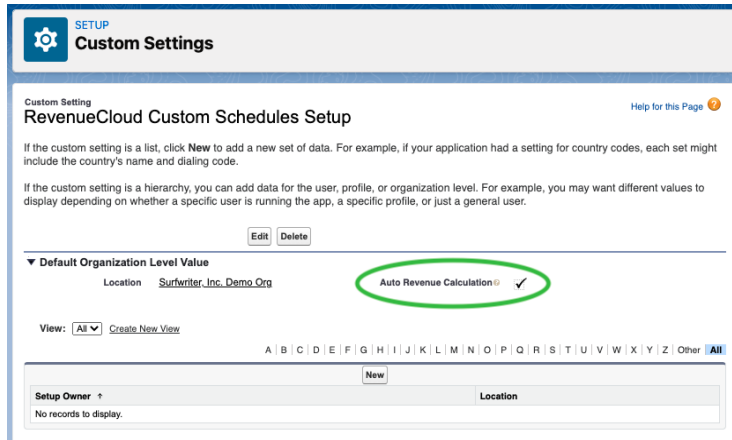 SETUP
Custom Settings
Custom Setting
RevenueCloud Custom Schedules Setup
Help for this Page
If the custom setting is a list, click New to add a new set of data. For example, if your application had a setting for country codes, each set might
include the country's name and dialing code.
If the custom setting is a hierarchy, you can add data for the user, profile, or organization level. For example, you may want different values to
display depending on whether a specific user is running the app, a specific profile, or just a general user.
Edit Delete
Default Organization Level Value
Location Surfwriter, Inc. Demo Org Auto Revenue Calculation
View: All Create New View
A | B | C | D | E | F | G | H | I | J | K | L | M | N | O | P | Q | R | S | T | U | V | W | X | Y | Z | Other | All
New
Setup Owner ↑ Location
No records to display.